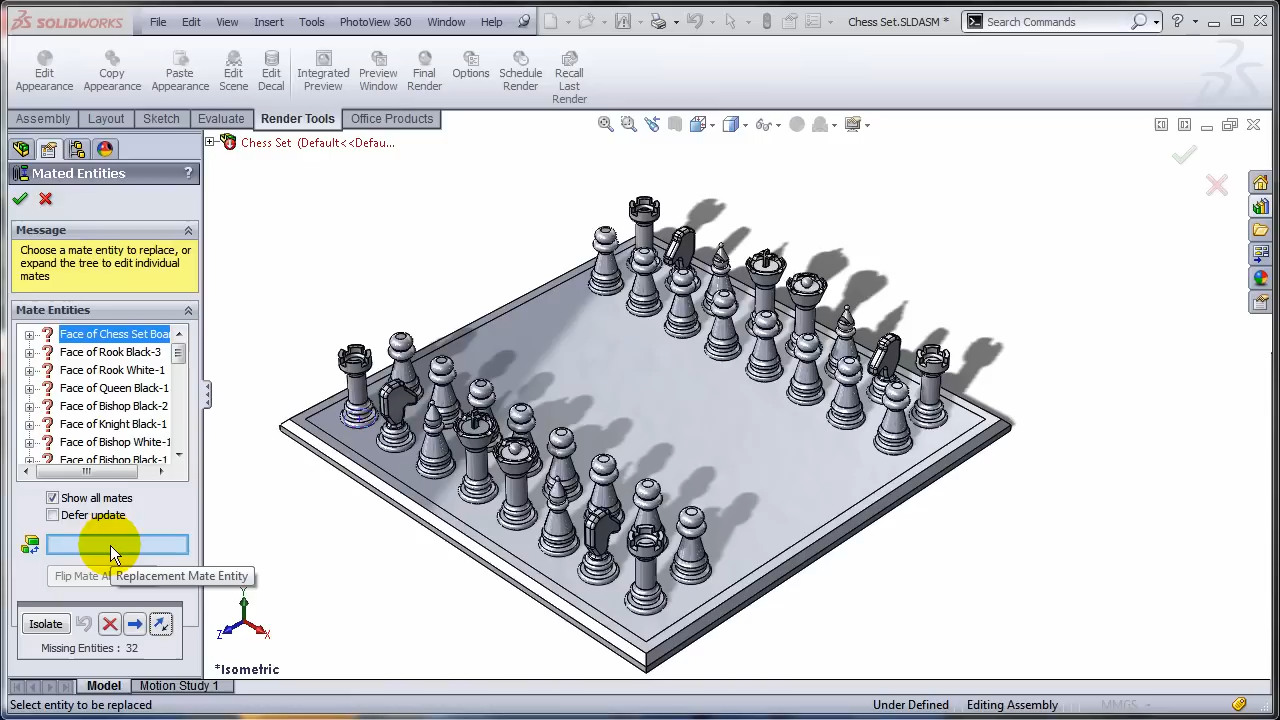 SOLIDWORKS File Edit View Insert Tools PhotoView 360 Window Help Chess Set.SLDASM * Search Commands ?
Edit Appearance
Copy Appearance
Paste Appearance
Edit Scene
Edit Decal
Integrated Preview
Preview Window
Final Render
Options
Schedule Render
Recall Last Render
Assembly Layout Sketch Evaluate Render Tools Office Products
Chess Set (Default<<Defau...
Mated Entities ?
Message
Choose a mate entity to replace, or
expand the tree to edit individual
mates
Mate Entities
? Face of Chess Set Boar
? Face of Rook Black-3
? Face of Rook White-1
? Face of Queen Black-1
? Face of Bishop Black-2
? Face of Knight Black-1
? Face of Bishop White-1
? Face of Bishop Black-1
Show all mates
Defer update
Flip Mate A
Replacement Mate Entity
Isolate
Missing Entities : 32
Y
Z X
*Isometric
Model Motion Study 1
Select entity to be replaced Under Defined Editing Assembly MMGS